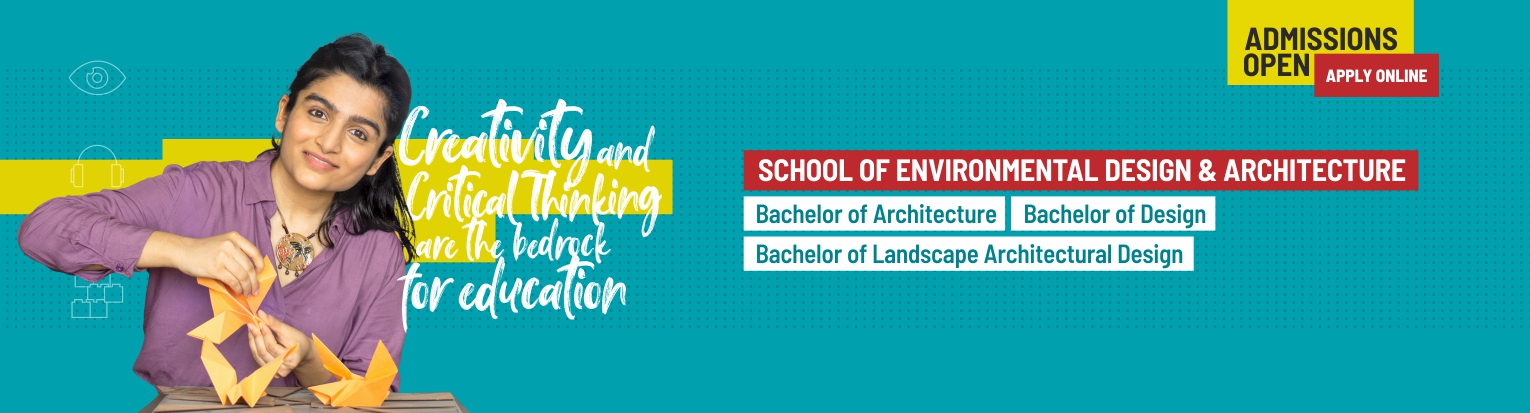 ADMISSIONS
OPEN
APPLY ONLINE
Creativity and
Critical Thinking
are the bedrock
for education
SCHOOL OF ENVIRONMENTAL DESIGN & ARCHITECTURE
Bachelor of Architecture
Bachelor of Design
Bachelor of Landscape Architectural Design